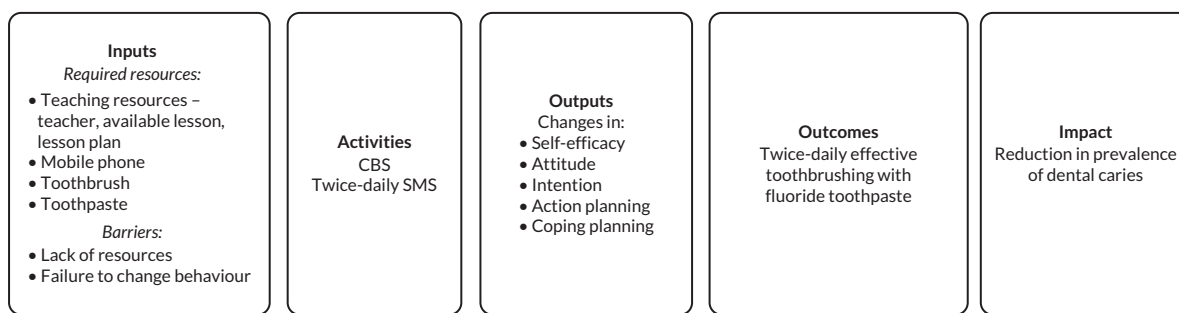 Inputs
Required resources:
• Teaching resources –
teacher, available lesson,
lesson plan
• Mobile phone
• Toothbrush
• Toothpaste
Barriers:
• Lack of resources
• Failure to change behaviour
Activities
CBS
Twice-daily SMS
Outputs
Changes in:
• Self-efficacy
• Attitude
• Intention
• Action planning
• Coping planning
Outcomes
Twice-daily effective
toothbrushing with
fluoride toothpaste
Impact
Reduction in prevalence
of dental caries